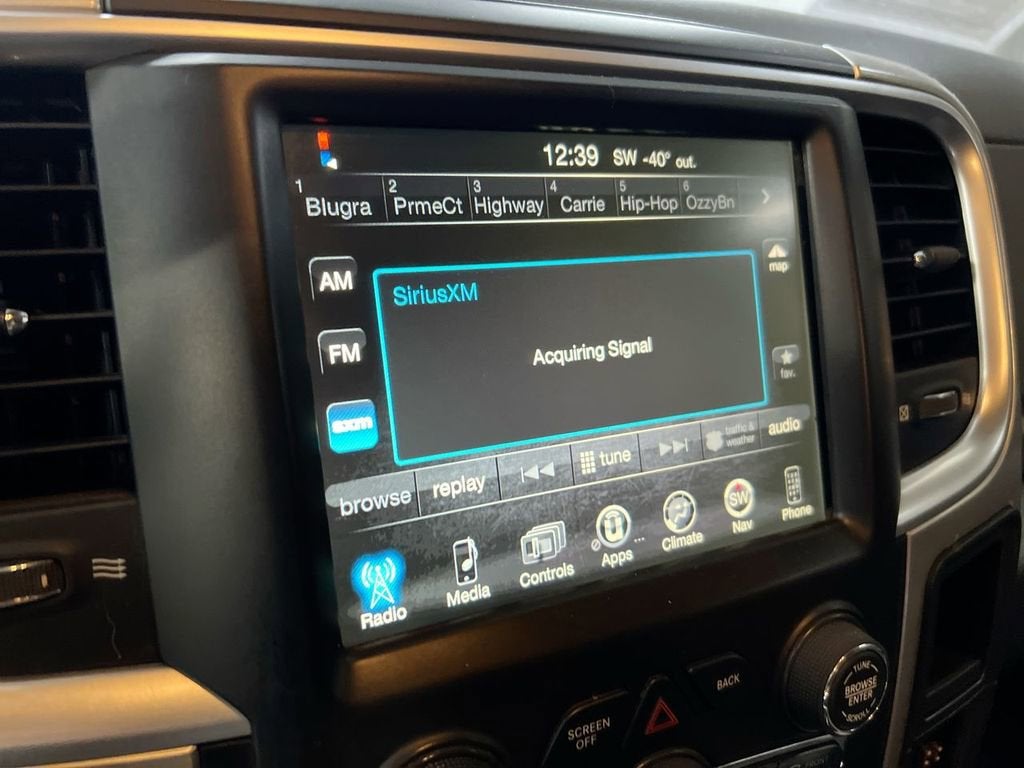 12:39 SW -40° out.
1 Blugra 2 PrmeCt 3 Highway 4 Carrie 5 Hip-Hop 6 OzzyBn
AM
SiriusXM
map
Acquiring Signal
FM
fav.
sxm
browse replay tune traffic & weather audio
Radio Media Controls Apps ... Climate SW Nav Phone
SCREEN
OFF
BACK
TUNE
BROWSE
ENTER
SCROLL